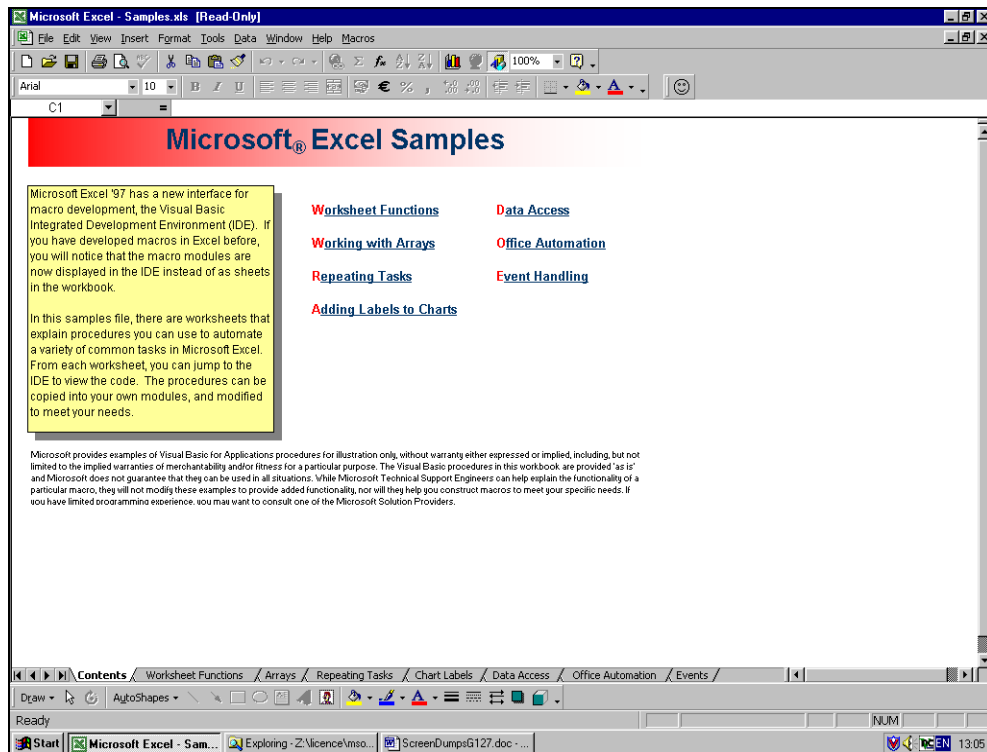 Microsoft Excel - Samples.xls [Read-Only]
File Edit View Insert Format Tools Data Window Help Macros
100%
Arial 10 B I U € % ,
C1 =
Microsoft® Excel Samples
Microsoft Excel '97 has a new interface for
macro development, the Visual Basic
Integrated Development Environment (IDE). If
you have developed macros in Excel before,
you will notice that the macro modules are
now displayed in the IDE instead of as sheets
in the workbook.
In this samples file, there are worksheets that
explain procedures you can use to automate
a variety of common tasks in Microsoft Excel.
From each worksheet, you can jump to the
IDE to view the code. The procedures can be
copied into your own modules, and modified
to meet your needs.
Worksheet Functions
Working with Arrays
Repeating Tasks
Adding Labels to Charts
Data Access
Office Automation
Event Handling
Microsoft provides examples of Visual Basic for Applications procedures for illustration only, without warranty either expressed or implied, including, but not
limited to the implied warranties of merchantability and/or fitness for a particular purpose. The Visual Basic procedures in this workbook are provided 'as is'
and Microsoft does not guarantee that they can be used in all situations. While Microsoft Technical Support Engineers can help explain the functionality of a
particular macro, they will not modify these examples to provide added functionality, nor will they help you construct macros to meet your specific needs. If
you have limited programming experience, you may want to consult one of the Microsoft Solution Providers.
Contents Worksheet Functions Arrays Repeating Tasks Chart Labels Data Access Office Automation Events
Draw AutoShapes
Ready NUM
Start Microsoft Excel - Sam... Exploring - Z:\licence\mso... ScreenDumpsG127.doc - ... EN 13:05